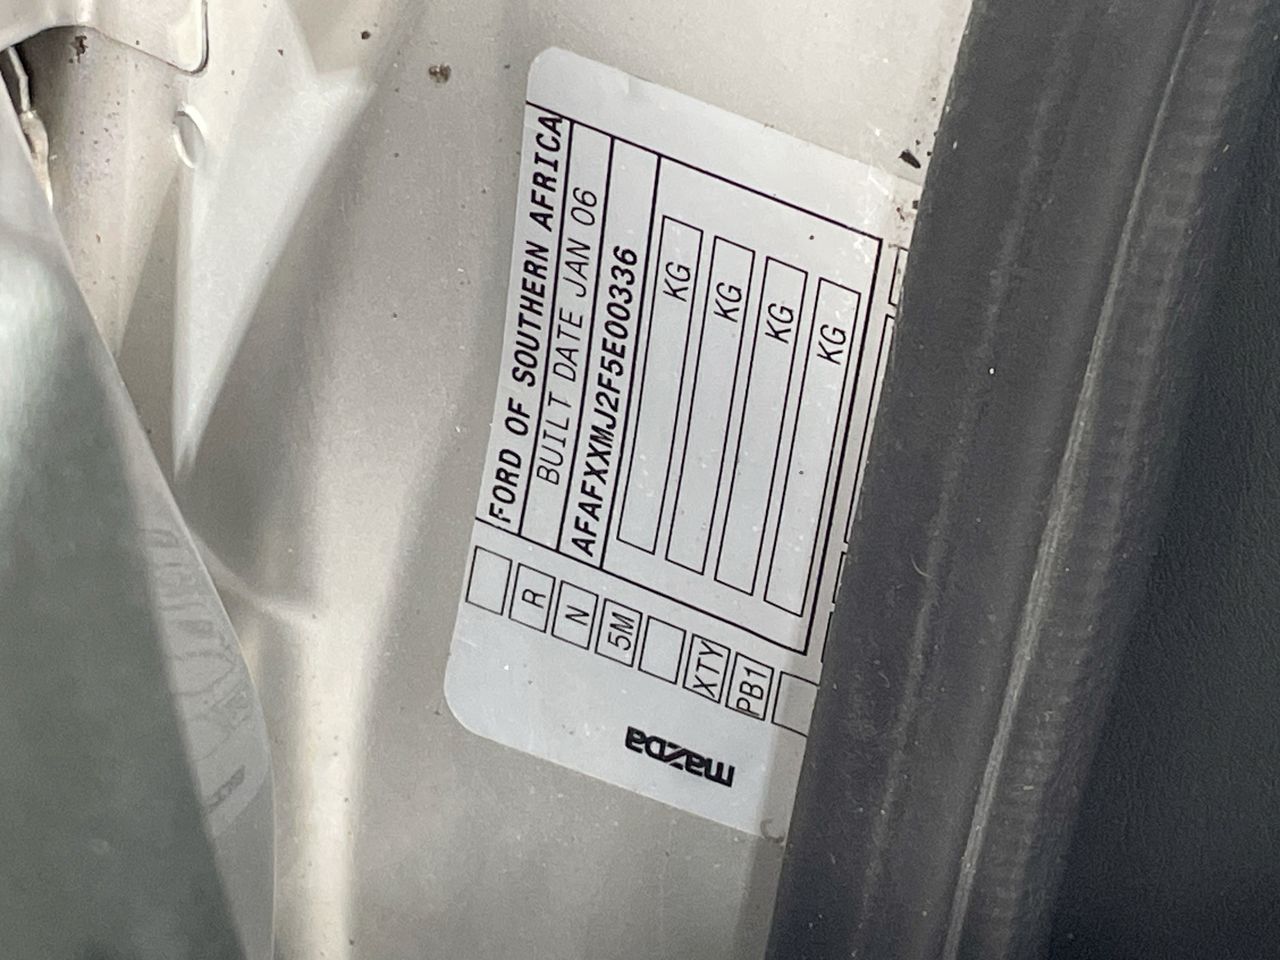 FORD OF SOUTHERN AFRICA
BUILT DATE JAN 06
AFAFXXMJ2F5E00336
KG
KG
KG
KG
R
N
5M
XTY
PB1
mazda